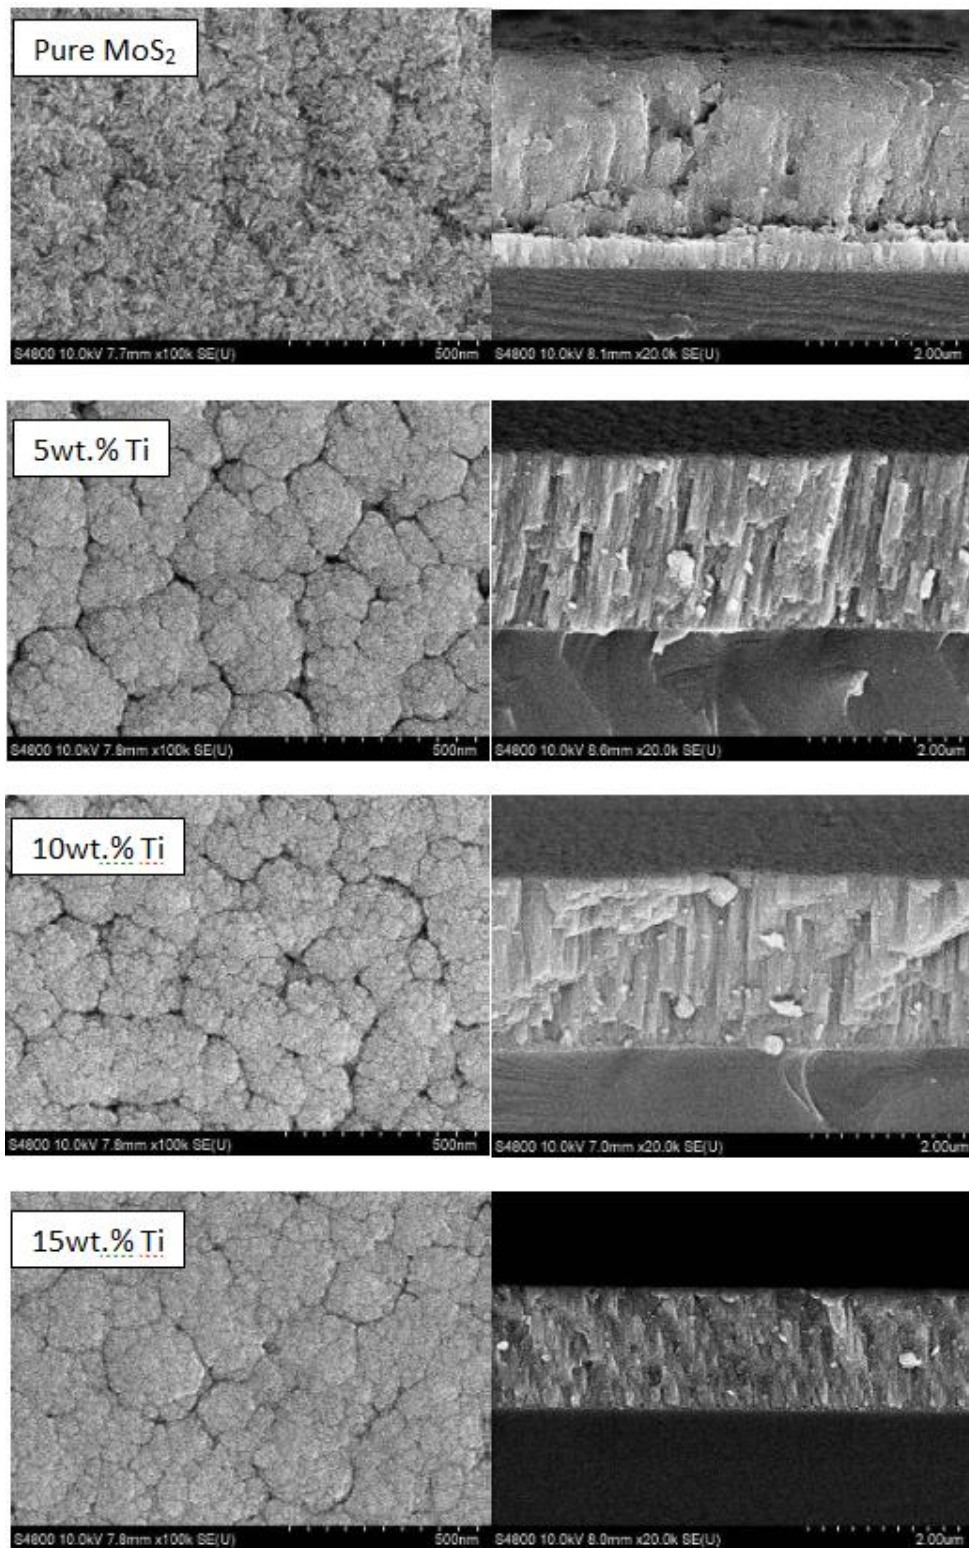 Pure MoS₂
S4800 10.0kV 7.7mm x100k SE(U) 500nm
S4800 10.0kV 8.1mm x20.0k SE(U) 2.00um
5wt.% Ti
S4800 10.0kV 7.8mm x100k SE(U) 500nm
S4800 10.0kV 8.6mm x20.0k SE(U) 2.00um
10wt.% Ti
S4800 10.0kV 7.8mm x100k SE(U) 500nm
S4800 10.0kV 7.0mm x20.0k SE(U) 2.00um
15wt.% Ti
S4800 10.0kV 7.8mm x100k SE(U) 500nm
S4800 10.0kV 8.0mm x20.0k SE(U) 2.00um